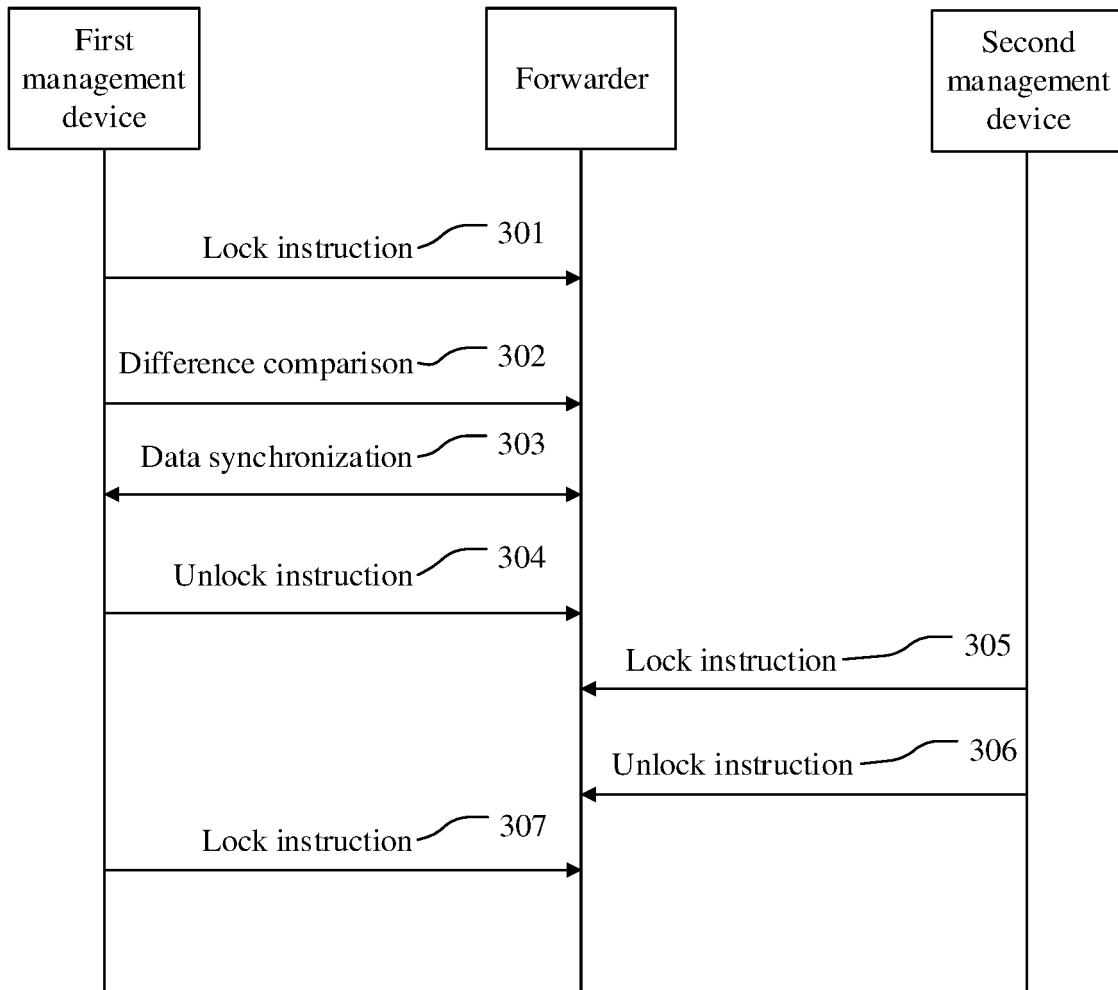 First
management
device
Forwarder
Second
management
device
Lock instruction 301
Difference comparison 302
Data synchronization 303
Unlock instruction 304
Lock instruction 305
Unlock instruction 306
Lock instruction 307